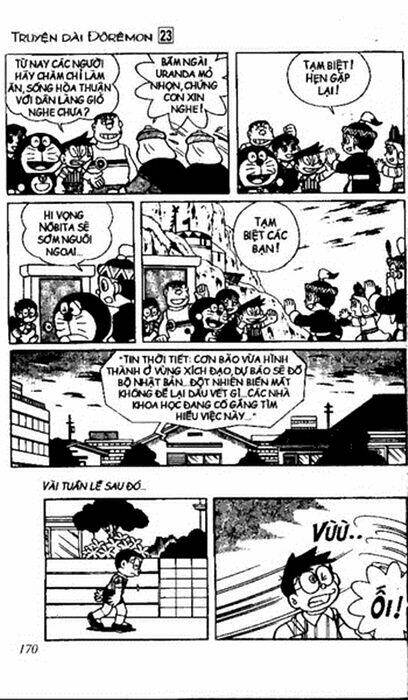 TRUYỆN DÀI ĐÔRÊMON 23
TỪ NAY CÁC NGƯƠI
HÃY CHĂM CHỈ LÀM
ĂN, SỐNG HÒA THUẬN
VỚI DÂN LÀNG GIÓ
NGHE CHƯA?
BẨM NGÀI
URANDA MỎ
NHỌN, CHÚNG
CON XIN
NGHE!
TẠM BIỆT!
HẸN GẶP
LẠI!
HI VỌNG
NÔBITA SẼ
SỚM NGUÔI
NGOAI...
TẠM
BIỆT CÁC
BẠN!
"TIN THỜI TIẾT: CƠN BÃO VỪA HÌNH
THÀNH Ở VÙNG XÍCH ĐẠO, DỰ BÁO SẼ ĐỔ
BỘ NHẬT BẢN... ĐỘT NHIÊN BIẾN MẤT
KHÔNG ĐỂ LẠI DẤU VẾT GÌ... CÁC NHÀ
KHOA HỌC ĐANG CỐ GẮNG TÌM
HIỂU VIỆC NÀY..."
VÀI TUẦN LỄ SAU ĐÓ...
VÙÙ..
ỐI!
170